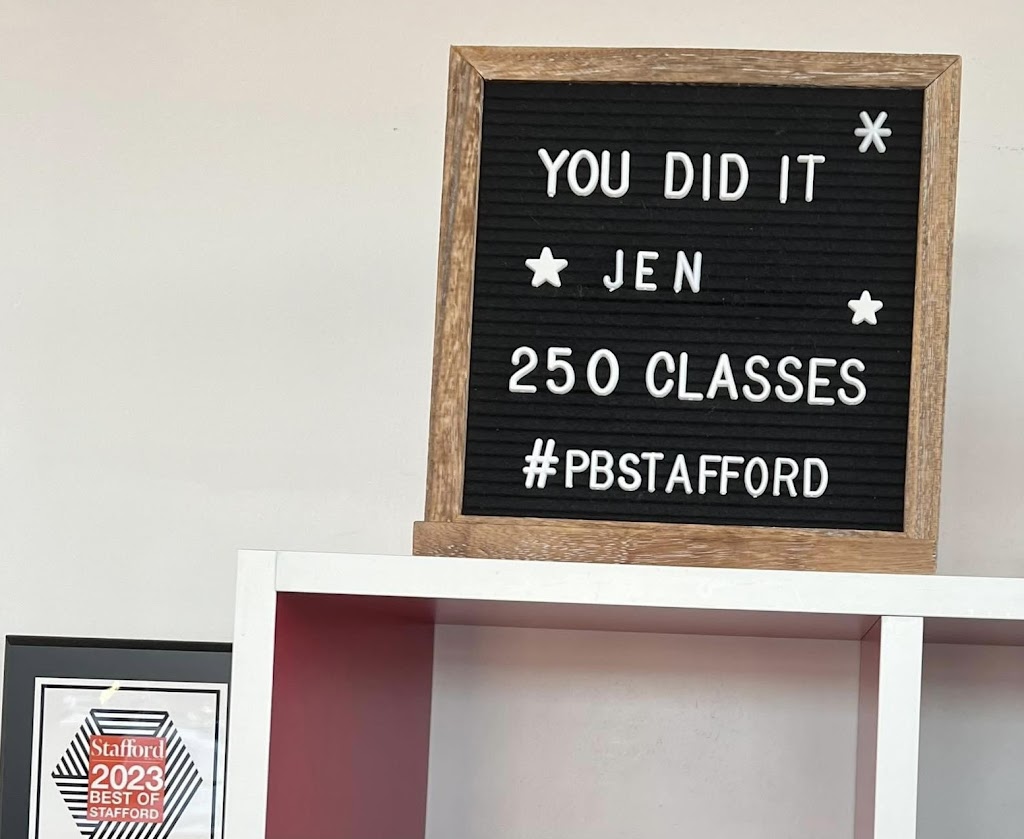 YOU DID IT
JEN
250 CLASSES
#PBSTAFFORD
Stafford
2023
BEST OF
STAFFORD